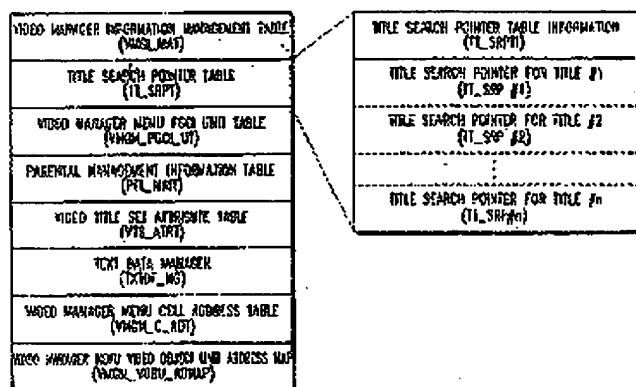 VIDEO MANAGER INFORMATION MANAGEMENT TABLE
(VMGI_MAT)
TITLE SEARCH POINTER TABLE
(TT_SRPT)
VIDEO MANAGER MENU PGCI UNIT TABLE
(VMGM_PGCI_UT)
PARENTAL MANAGEMENT INFORMATION TABLE
(PTL_MAIT)
VIDEO TITLE SET ATTRIBUTE TABLE
(VTS_ATRT)
TEXT DATA MANAGER
(TXTDT_MG)
VIDEO MANAGER MENU CELL ADDRESS TABLE
(VMGM_C_ADT)
VIDEO MANAGER MENU VIDEO OBJECT UNIT ADDRESS MAP
(VMGM_VOBU_ADMAP)
TITLE SEARCH POINTER TABLE INFORMATION
(TT_SRPTI)
TITLE SEARCH POINTER FOR TITLE #1
(TT_SRP #1)
TITLE SEARCH POINTER FOR TITLE #2
(TT_SRP #2)
TITLE SEARCH POINTER FOR TITLE #n
(TT_SRP#n)